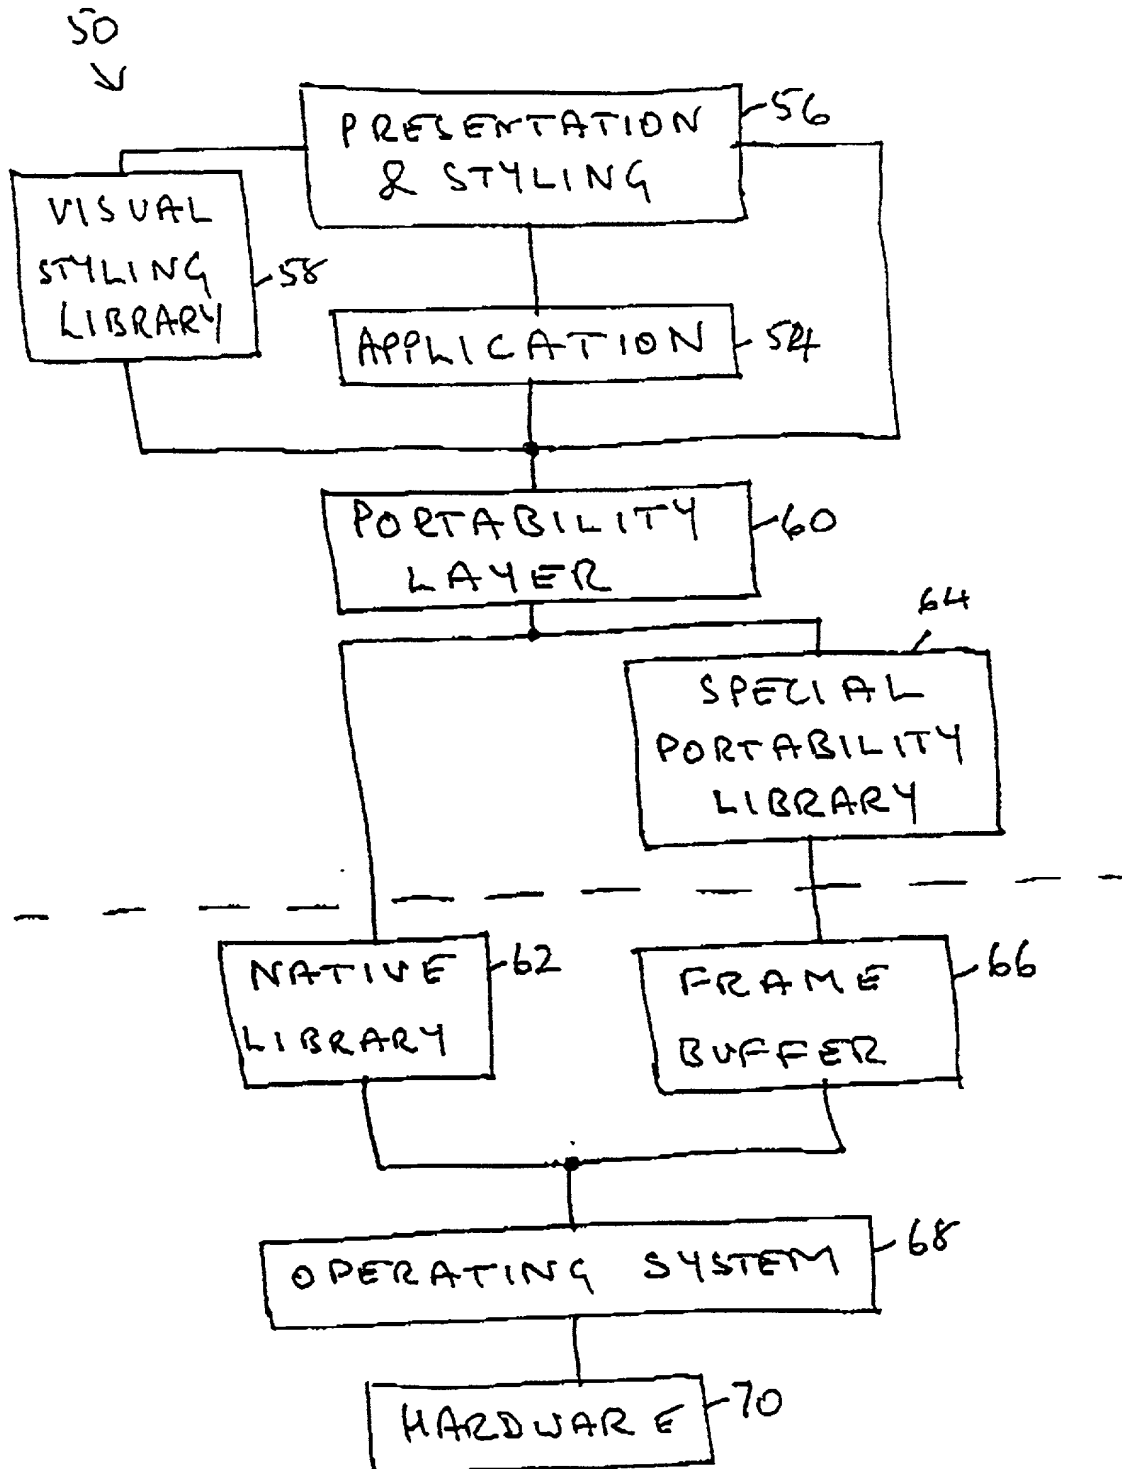 50
PRESENTATION
& STYLING
56
VISUAL
STYLING
LIBRARY
58
APPLICATION
54
PORTABILITY
LAYER
60
64
SPECIAL
PORTABILITY
LIBRARY
NATIVE
LIBRARY
62
FRAME
BUFFER
66
OPERATING SYSTEM
68
HARDWARE
70